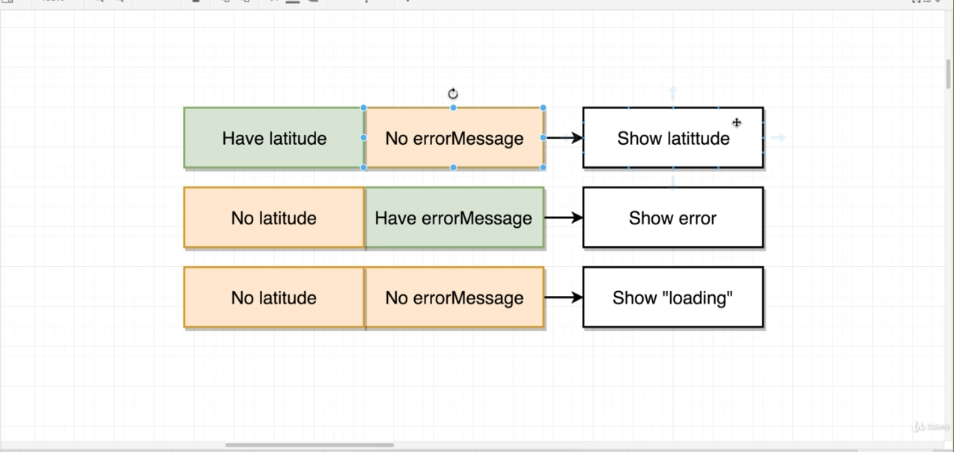 Have latitude No errorMessage Show latittude
No latitude Have errorMessage Show error
No latitude No errorMessage Show "loading"